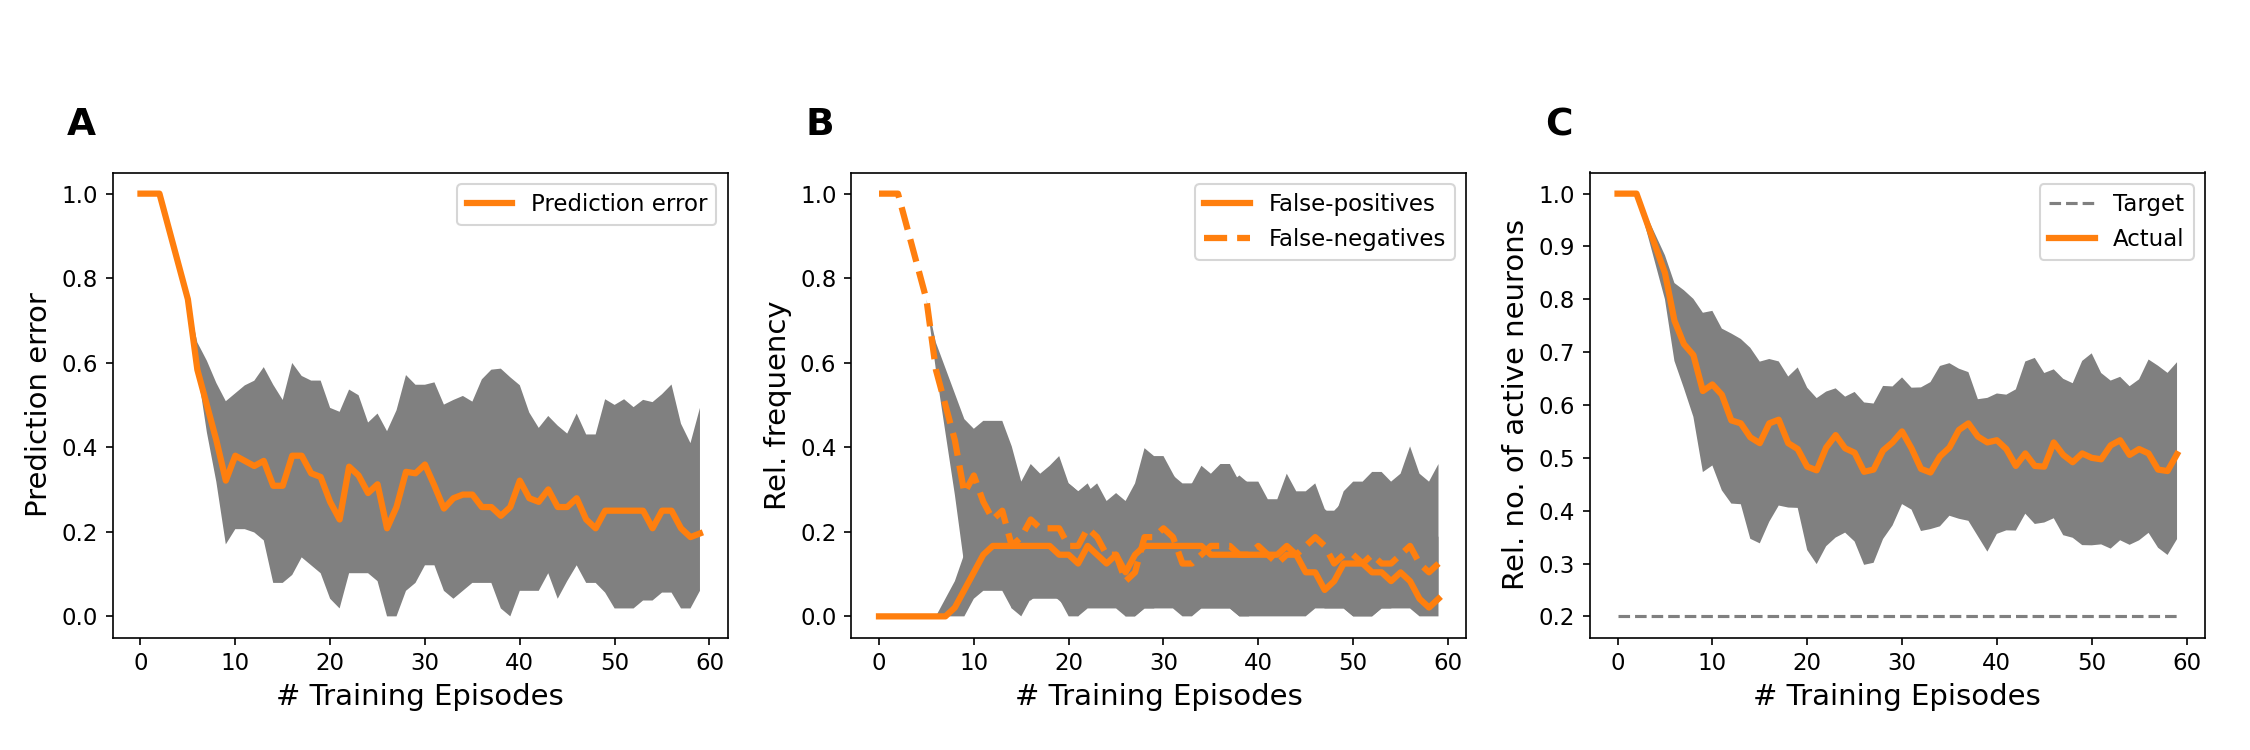 A
Prediction error
1.0
0.8
0.6
0.4
0.2
0.0
0 10 20 30 40 50 60
# Training Episodes
Prediction error
B
False-positives
False-negatives
1.0
0.8
0.6
0.4
0.2
0.0
0 10 20 30 40 50 60
# Training Episodes
Rel. frequency
C
Target
Actual
1.0
0.9
0.8
0.7
0.6
0.5
0.4
0.3
0.2
0 10 20 30 40 50 60
# Training Episodes
Rel. no. of active neurons